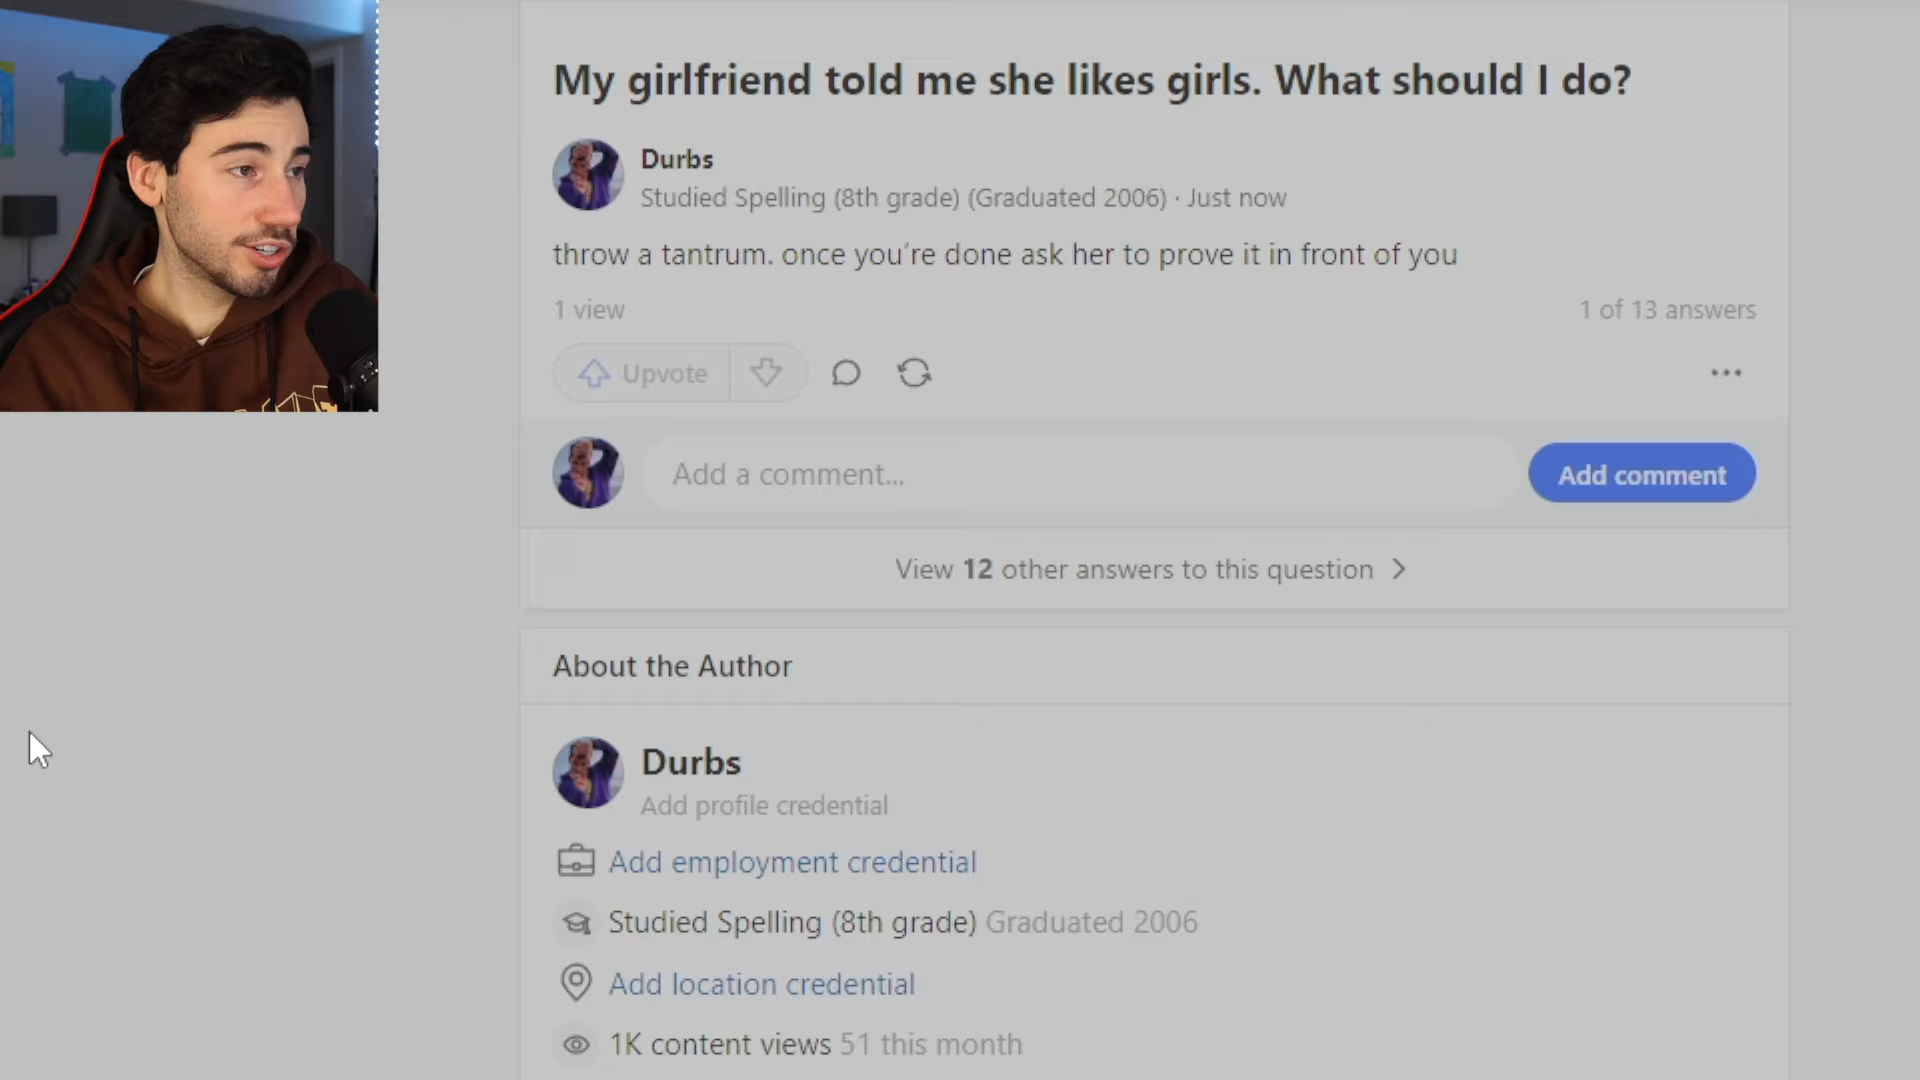 My girlfriend told me she likes girls. What should I do?
Durbs
Studied Spelling (8th grade) (Graduated 2006) · Just now
throw a tantrum. once you're done ask her to prove it in front of you
1 view
1 of 13 answers
Upvote
Add a comment...
Add comment
View 12 other answers to this question
About the Author
Durbs
Add profile credential
Add employment credential
Studied Spelling (8th grade) Graduated 2006
Add location credential
1K content views 51 this month